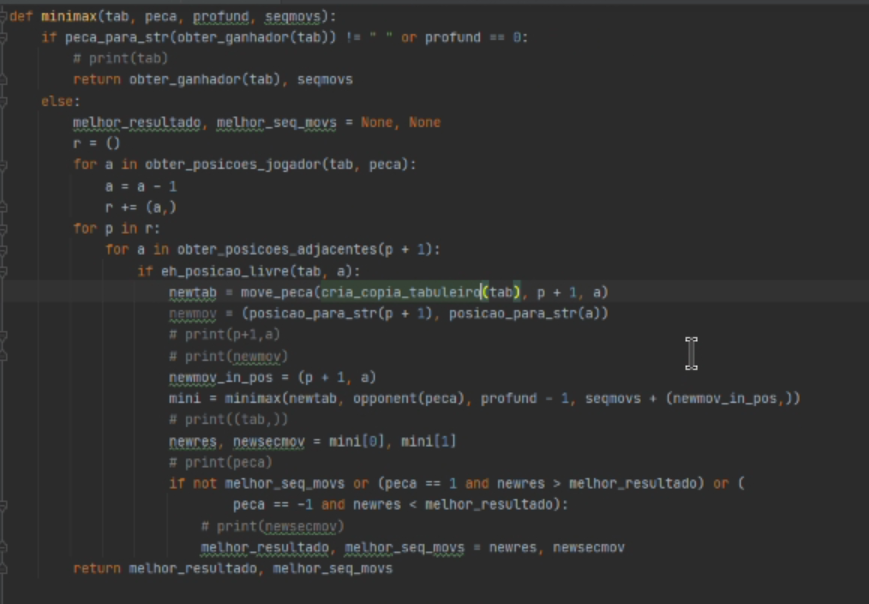 def minimax(tab, peca, profund, seqmovs):
    if peca_para_str(obter_ganhador(tab)) != " " or profund == 0:
        # print(tab)
        return obter_ganhador(tab), seqmovs
    else:
        melhor_resultado, melhor_seq_movs = None, None
        r = ()
        for a in obter_posicoes_jogador(tab, peca):
            a = a - 1
            r += (a,)
        for p in r:
            for a in obter_posicoes_adjacentes(p + 1):
                if eh_posicao_livre(tab, a):
                    newtab = move_peca(cria_copia_tabuleiro(tab), p + 1, a)
                    newmov = (posicao_para_str(p + 1), posicao_para_str(a))
                    # print(p+1,a)
                    # print(newmov)
                    newmov_in_pos = (p + 1, a)
                    mini = minimax(newtab, opponent(peca), profund - 1, seqmovs + (newmov_in_pos,))
                    # print((tab,))
                    newres, newsecmov = mini[0], mini[1]
                    # print(peca)
                    if not melhor_seq_movs or (peca == 1 and newres > melhor_resultado) or (
                            peca == -1 and newres < melhor_resultado):
                        # print(newsecmov)
                        melhor_resultado, melhor_seq_movs = newres, newsecmov
        return melhor_resultado, melhor_seq_movs